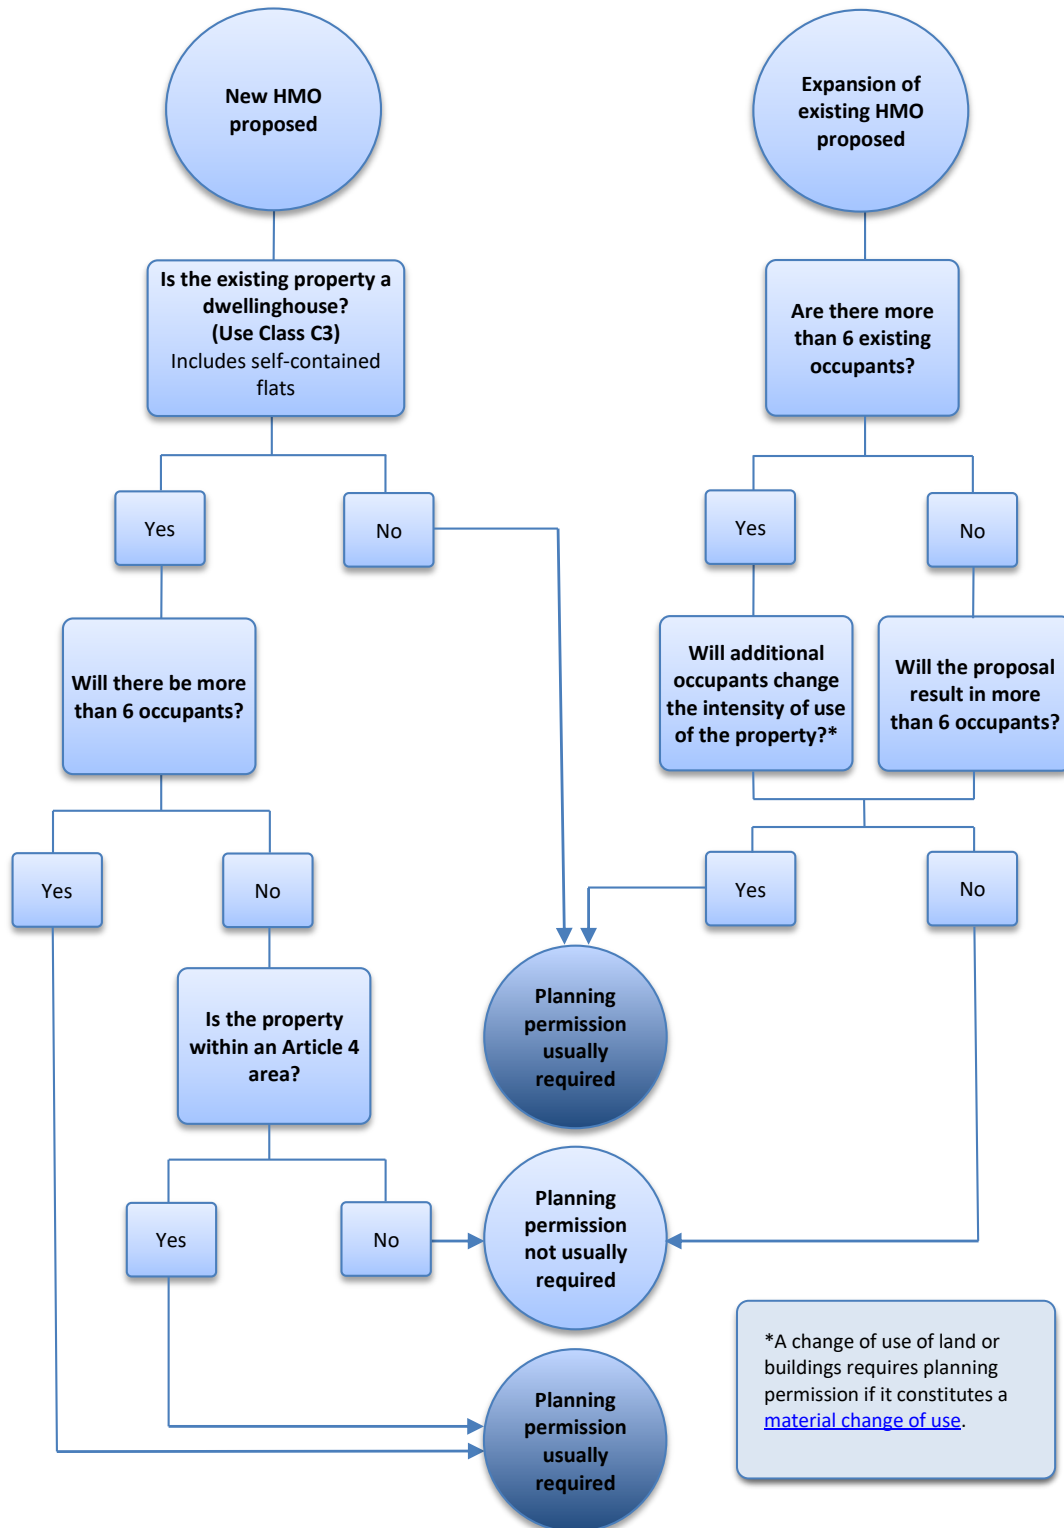 New HMO
proposed
Expansion of
existing HMO
proposed
Is the existing property a
dwellinghouse?
(Use Class C3)
Includes self-contained
flats
Are there more
than 6 existing
occupants?
Yes
No
Yes
No
Will there be more
than 6 occupants?
Will additional
occupants change
the intensity of use
of the property?*
Will the proposal
result in more
than 6 occupants?
Yes
No
Yes
No
Is the property
within an Article 4
area?
Planning
permission
usually
required
Yes
No
Planning
permission
not usually
required
*A change of use of land or
buildings requires planning
permission if it constitutes a
material change of use.
Planning
permission
usually
required